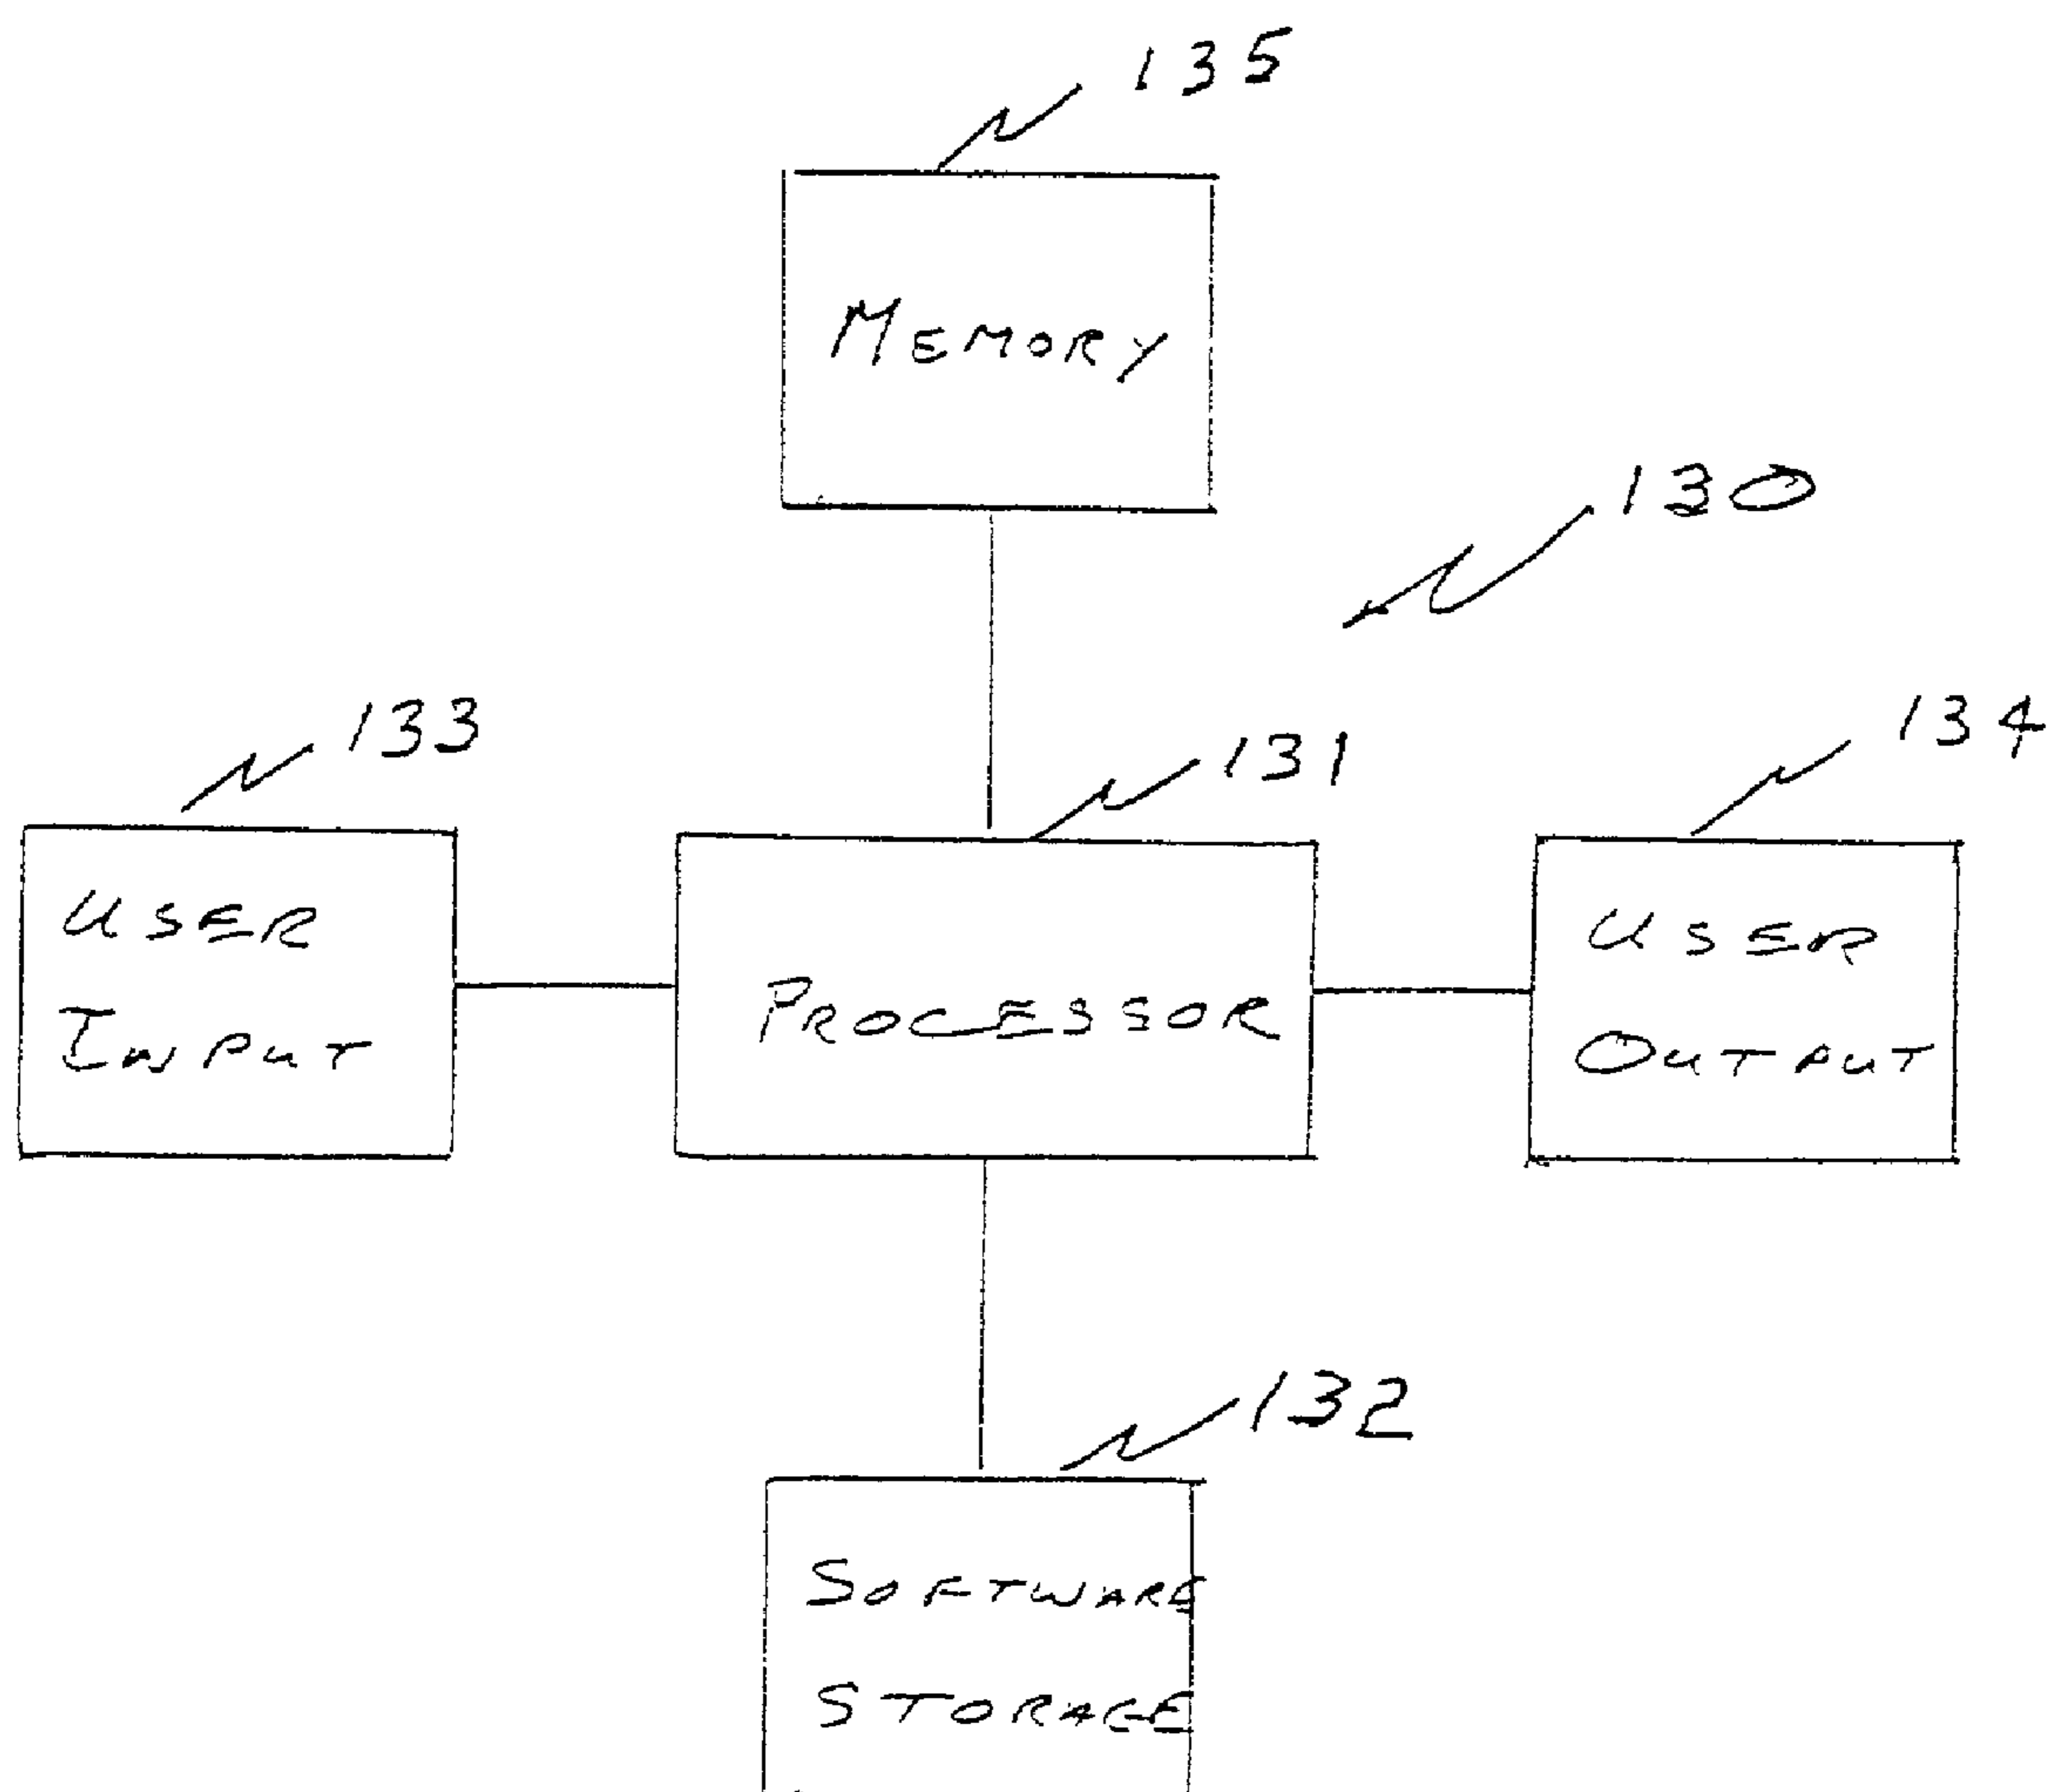 135
MEMORY
130
133
131
134
USER
INPUT
PROCESSOR
USER
OUTPUT
132
SOFTWARE
STORAGE